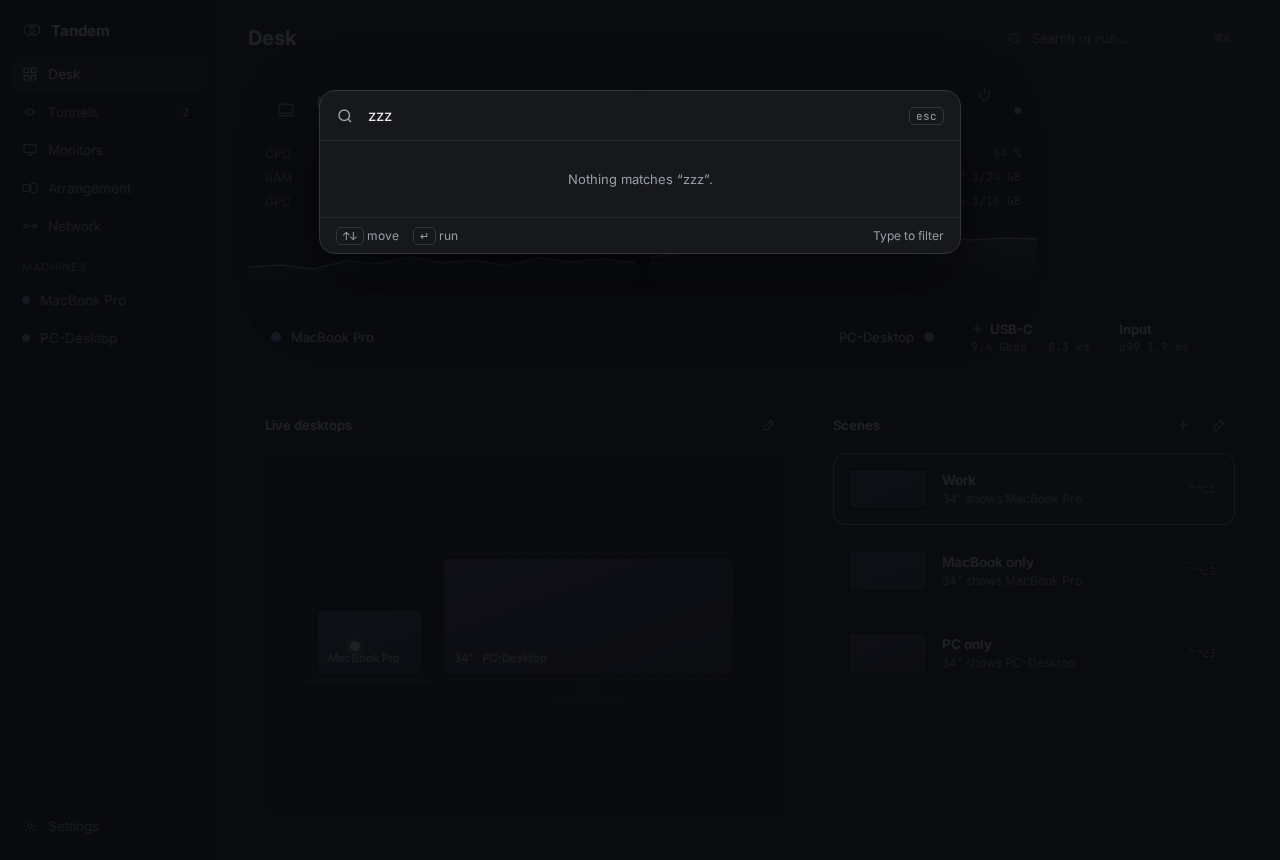 Tandem
Desk
Search or run...
⌘K
Desk
Tunnels
2
Monitors
Arrangement
Network
MACHINES
MacBook Pro
PC-Desktop
Settings
zzz
esc
Nothing matches “zzz”.
↑↓ move ↵ run
Type to filter
CPU
64 %
RAM
GPU
MacBook Pro
PC-Desktop
USB-C
9.4 Gbps · 0.3 ms
Input
p99 1.9 ms
Live desktops
MacBook Pro
34" · PC-Desktop
Scenes
Work
34" shows MacBook Pro
⌃⌥1
MacBook only
34" shows MacBook Pro
⌃⌥2
PC only
34" shows PC-Desktop
⌃⌥3